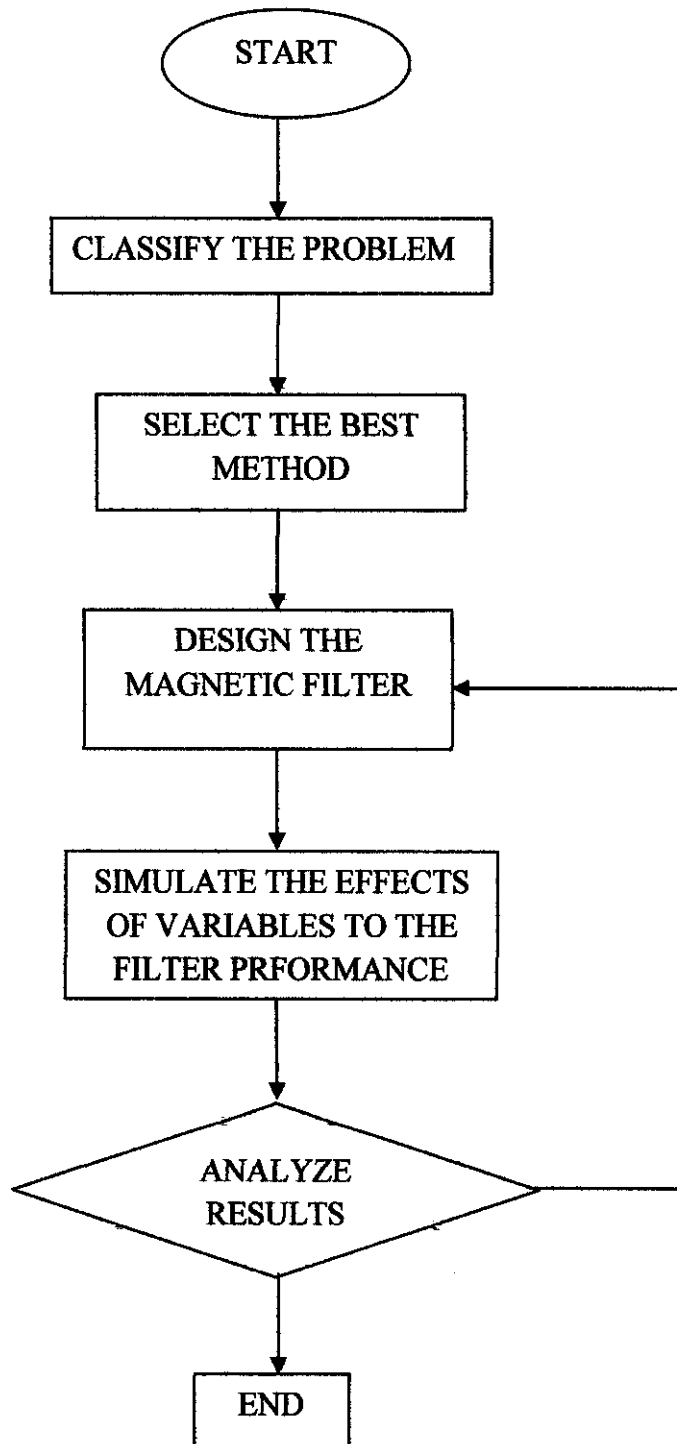 START
CLASSIFY THE PROBLEM
SELECT THE BEST
METHOD
DESIGN THE
MAGNETIC FILTER
SIMULATE THE EFFECTS
OF VARIABLES TO THE
FILTER PRFORMANCE
ANALYZE
RESULTS
END